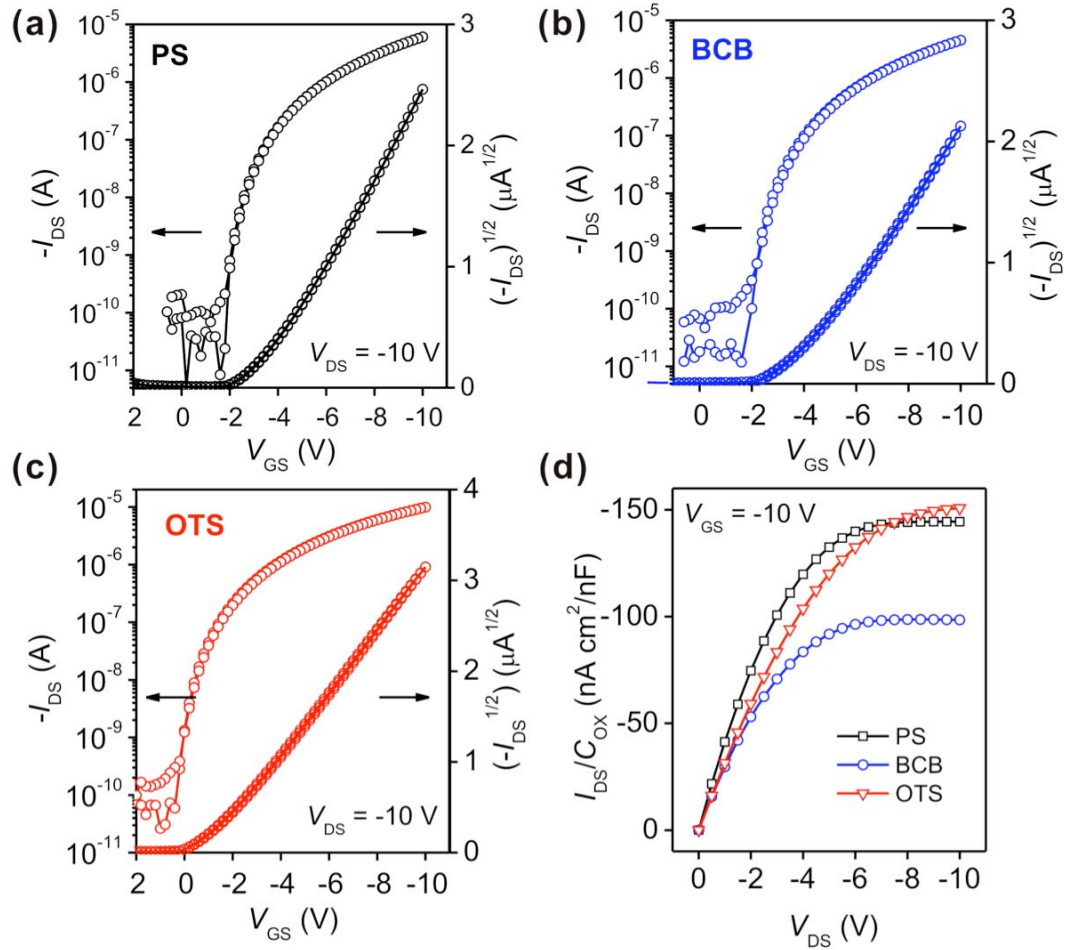 (a)
PS
10⁻⁵
10⁻⁶
10⁻⁷
10⁻⁸
10⁻⁹
10⁻¹⁰
10⁻¹¹
-I_DS (A)
3
2
1
0
(-I_DS)^1/2 (μA^1/2)
V_DS = -10 V
2 0 -2 -4 -6 -8 -10
V_GS (V)
(b)
BCB
10⁻⁵
10⁻⁶
10⁻⁷
10⁻⁸
10⁻⁹
10⁻¹⁰
10⁻¹¹
-I_DS (A)
3
2
1
0
(-I_DS)^1/2 (μA^1/2)
V_DS = -10 V
0 -2 -4 -6 -8 -10
V_GS (V)
(c)
OTS
10⁻⁵
10⁻⁶
10⁻⁷
10⁻⁸
10⁻⁹
10⁻¹⁰
10⁻¹¹
-I_DS (A)
4
3
2
1
0
(-I_DS^1/2) (μA^1/2)
V_DS = -10 V
2 0 -2 -4 -6 -8 -10
V_GS (V)
(d)
V_GS = -10 V
-150
-100
-50
0
I_DS/C_OX (nA cm²/nF)
PS
BCB
OTS
0 -2 -4 -6 -8 -10
V_DS (V)